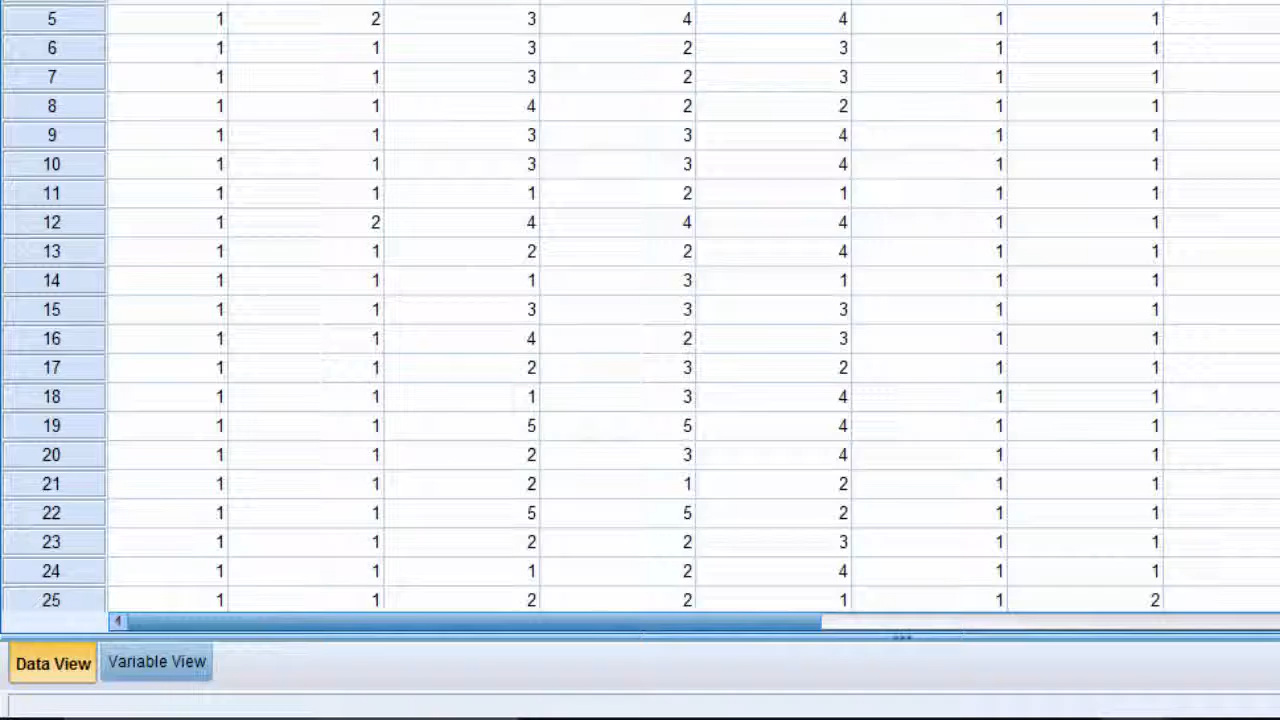 5 1 2 3 4 4 1 1
6 1 1 3 2 3 1 1
7 1 1 3 2 3 1 1
8 1 1 4 2 2 1 1
9 1 1 3 3 4 1 1
10 1 1 3 3 4 1 1
11 1 1 1 2 1 1 1
12 1 2 4 4 4 1 1
13 1 1 2 2 4 1 1
14 1 1 1 3 1 1 1
15 1 1 3 3 3 1 1
16 1 1 4 2 3 1 1
17 1 1 2 3 2 1 1
18 1 1 1 3 4 1 1
19 1 1 5 5 4 1 1
20 1 1 2 3 4 1 1
21 1 1 2 1 2 1 1
22 1 1 5 5 2 1 1
23 1 1 2 2 3 1 1
24 1 1 1 2 4 1 1
25 1 1 2 2 1 1 2
Data View Variable View